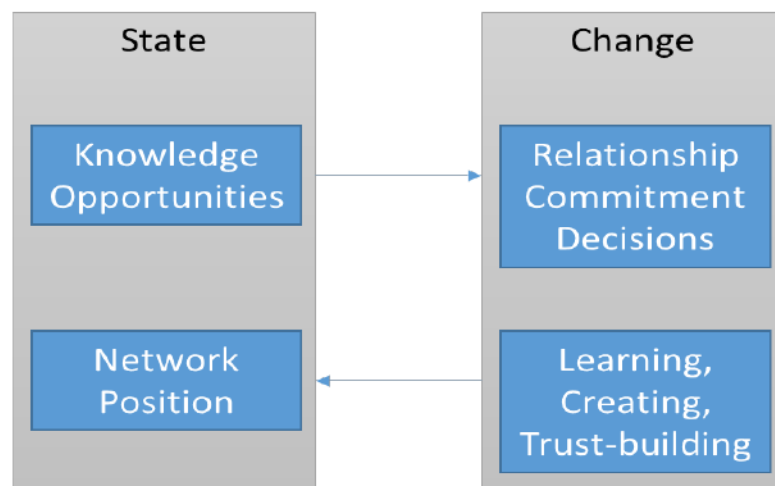 State
Knowledge
Opportunities
Network
Position
Change
Relationship
Commitment
Decisions
Learning,
Creating,
Trust-building